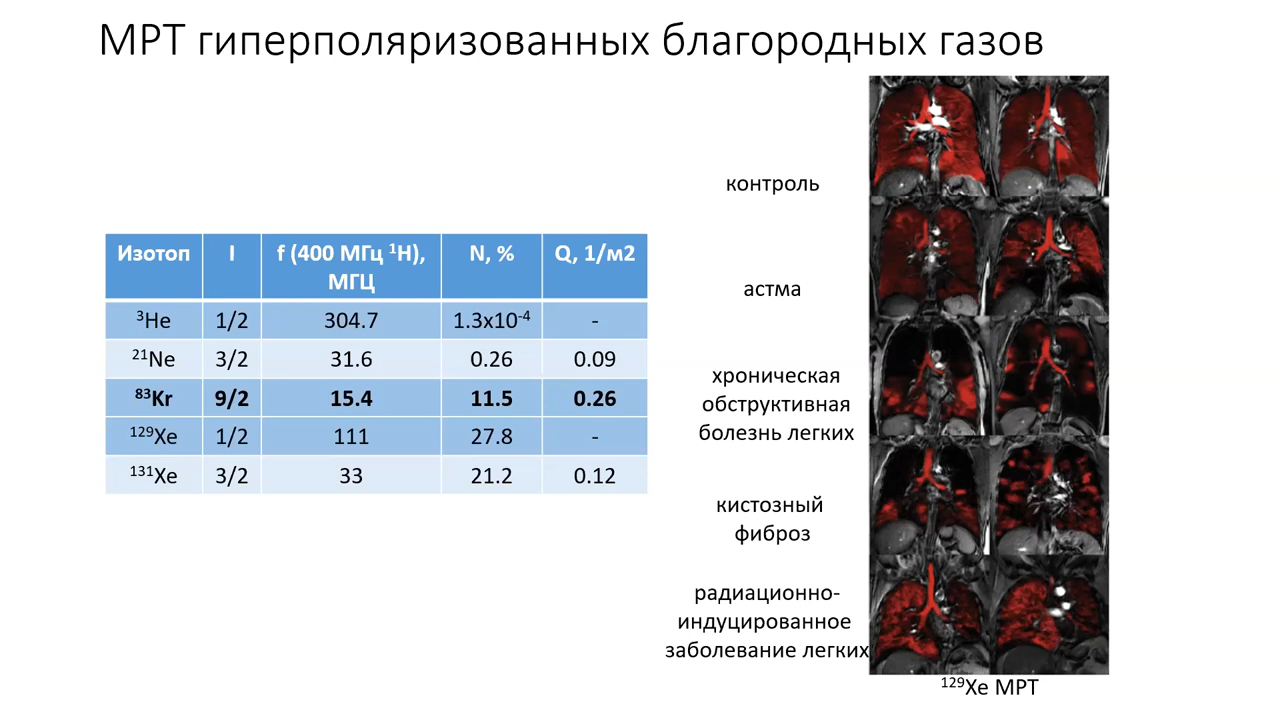 МРТ гиперполяризованных благородных газов
Изотоп I f (400 МГц ¹H), МГЦ N, % Q, 1/м2
³He 1/2 304.7 1.3x10⁻⁴ -
²¹Ne 3/2 31.6 0.26 0.09
⁸³Kr 9/2 15.4 11.5 0.26
¹²⁹Xe 1/2 111 27.8 -
¹³¹Xe 3/2 33 21.2 0.12
контроль
астма
хроническая
обструктивная
болезнь легких
кистозный
фиброз
радиационно-
индуцированное
заболевание легких
¹²⁹Xe МРТ